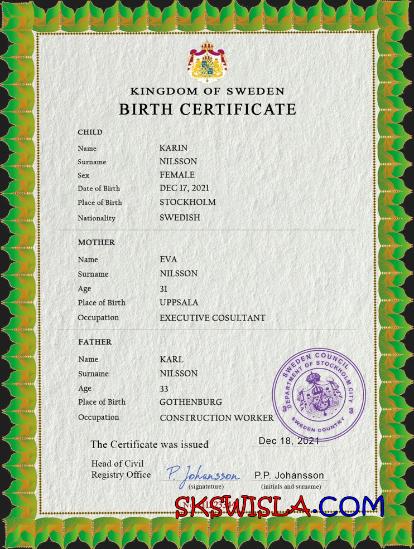 KINGDOM OF SWEDEN
BIRTH CERTIFICATE
CHILD
Name KARIN
Surname NILSSON
Sex FEMALE
Date of Birth DEC 17, 2021
Place of Birth STOCKHOLM
Nationality SWEDISH
MOTHER
Name EVA
Surname NILSSON
Age 31
Place of Birth UPPSALA
Occupation EXECUTIVE COSULTANT
FATHER
Name KARL
Surname NILSSON
Age 33
Place of Birth GOTHENBURG
Occupation CONSTRUCTION WORKER
SWEDEN COUNCIL
DEPARTMENT OF STOCKHOLM CITY
SWEDEN COUNTRY
The Certificate was issued Dec 18, 2021
Head of Civil
Registry Office P. Johansson P.P. Johansson
(signature) (initials and surname)
SKSWISLA.COM